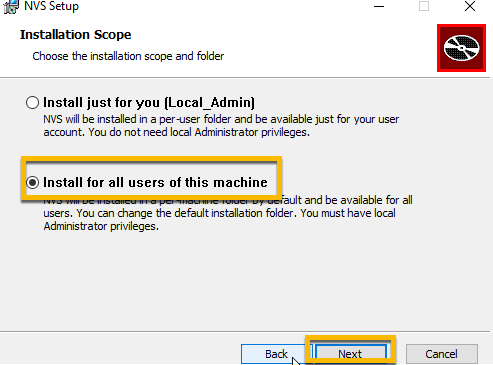 NVS Setup
Installation Scope
Choose the installation scope and folder
Install just for you (Local_Admin)
NVS will be installed in a per-user folder and be available just for your user
account. You do not need local Administrator privileges.
Install for all users of this machine
NVS will be installed in a per-machine folder by default and be available for all
users. You can change the default installation folder. You must have local
Administrator privileges.
Back
Next
Cancel